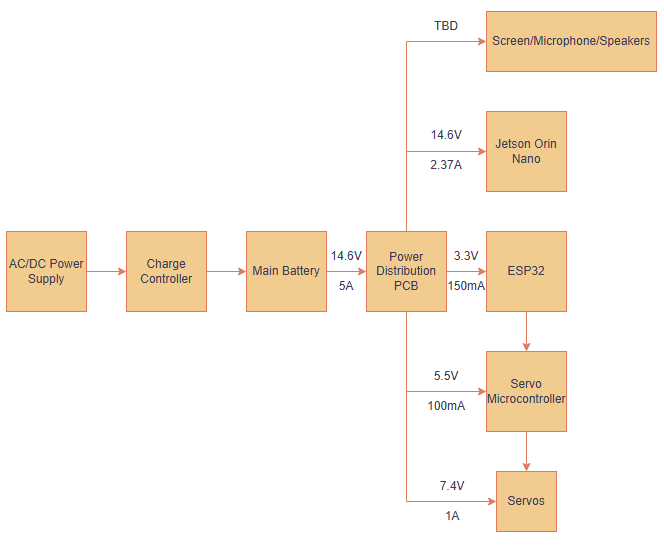 TBD
Screen/Microphone/Speakers
14.6V
2.37A
Jetson Orin
Nano
AC/DC Power
Supply
Charge
Controller
Main Battery
14.6V
5A
Power
Distribution
PCB
3.3V
150mA
ESP32
5.5V
100mA
Servo
Microcontroller
7.4V
1A
Servos